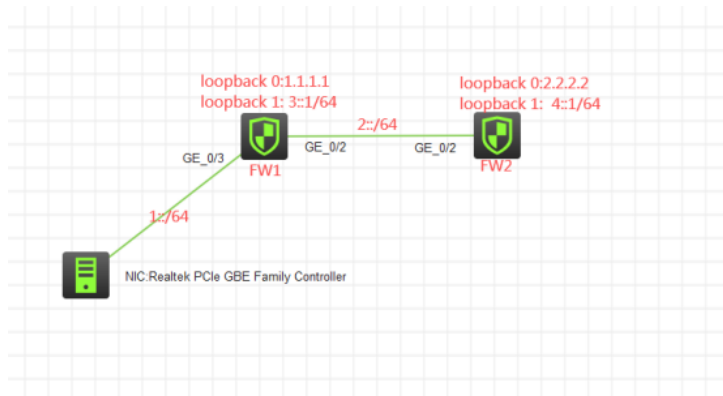 loopback 0:1.1.1.1
loopback 1: 3::1/64
loopback 0:2.2.2.2
loopback 1: 4::1/64
2::/64
GE_0/3
GE_0/2
GE_0/2
FW1
FW2
1::/64
NIC:Realtek PCIe GBE Family Controller